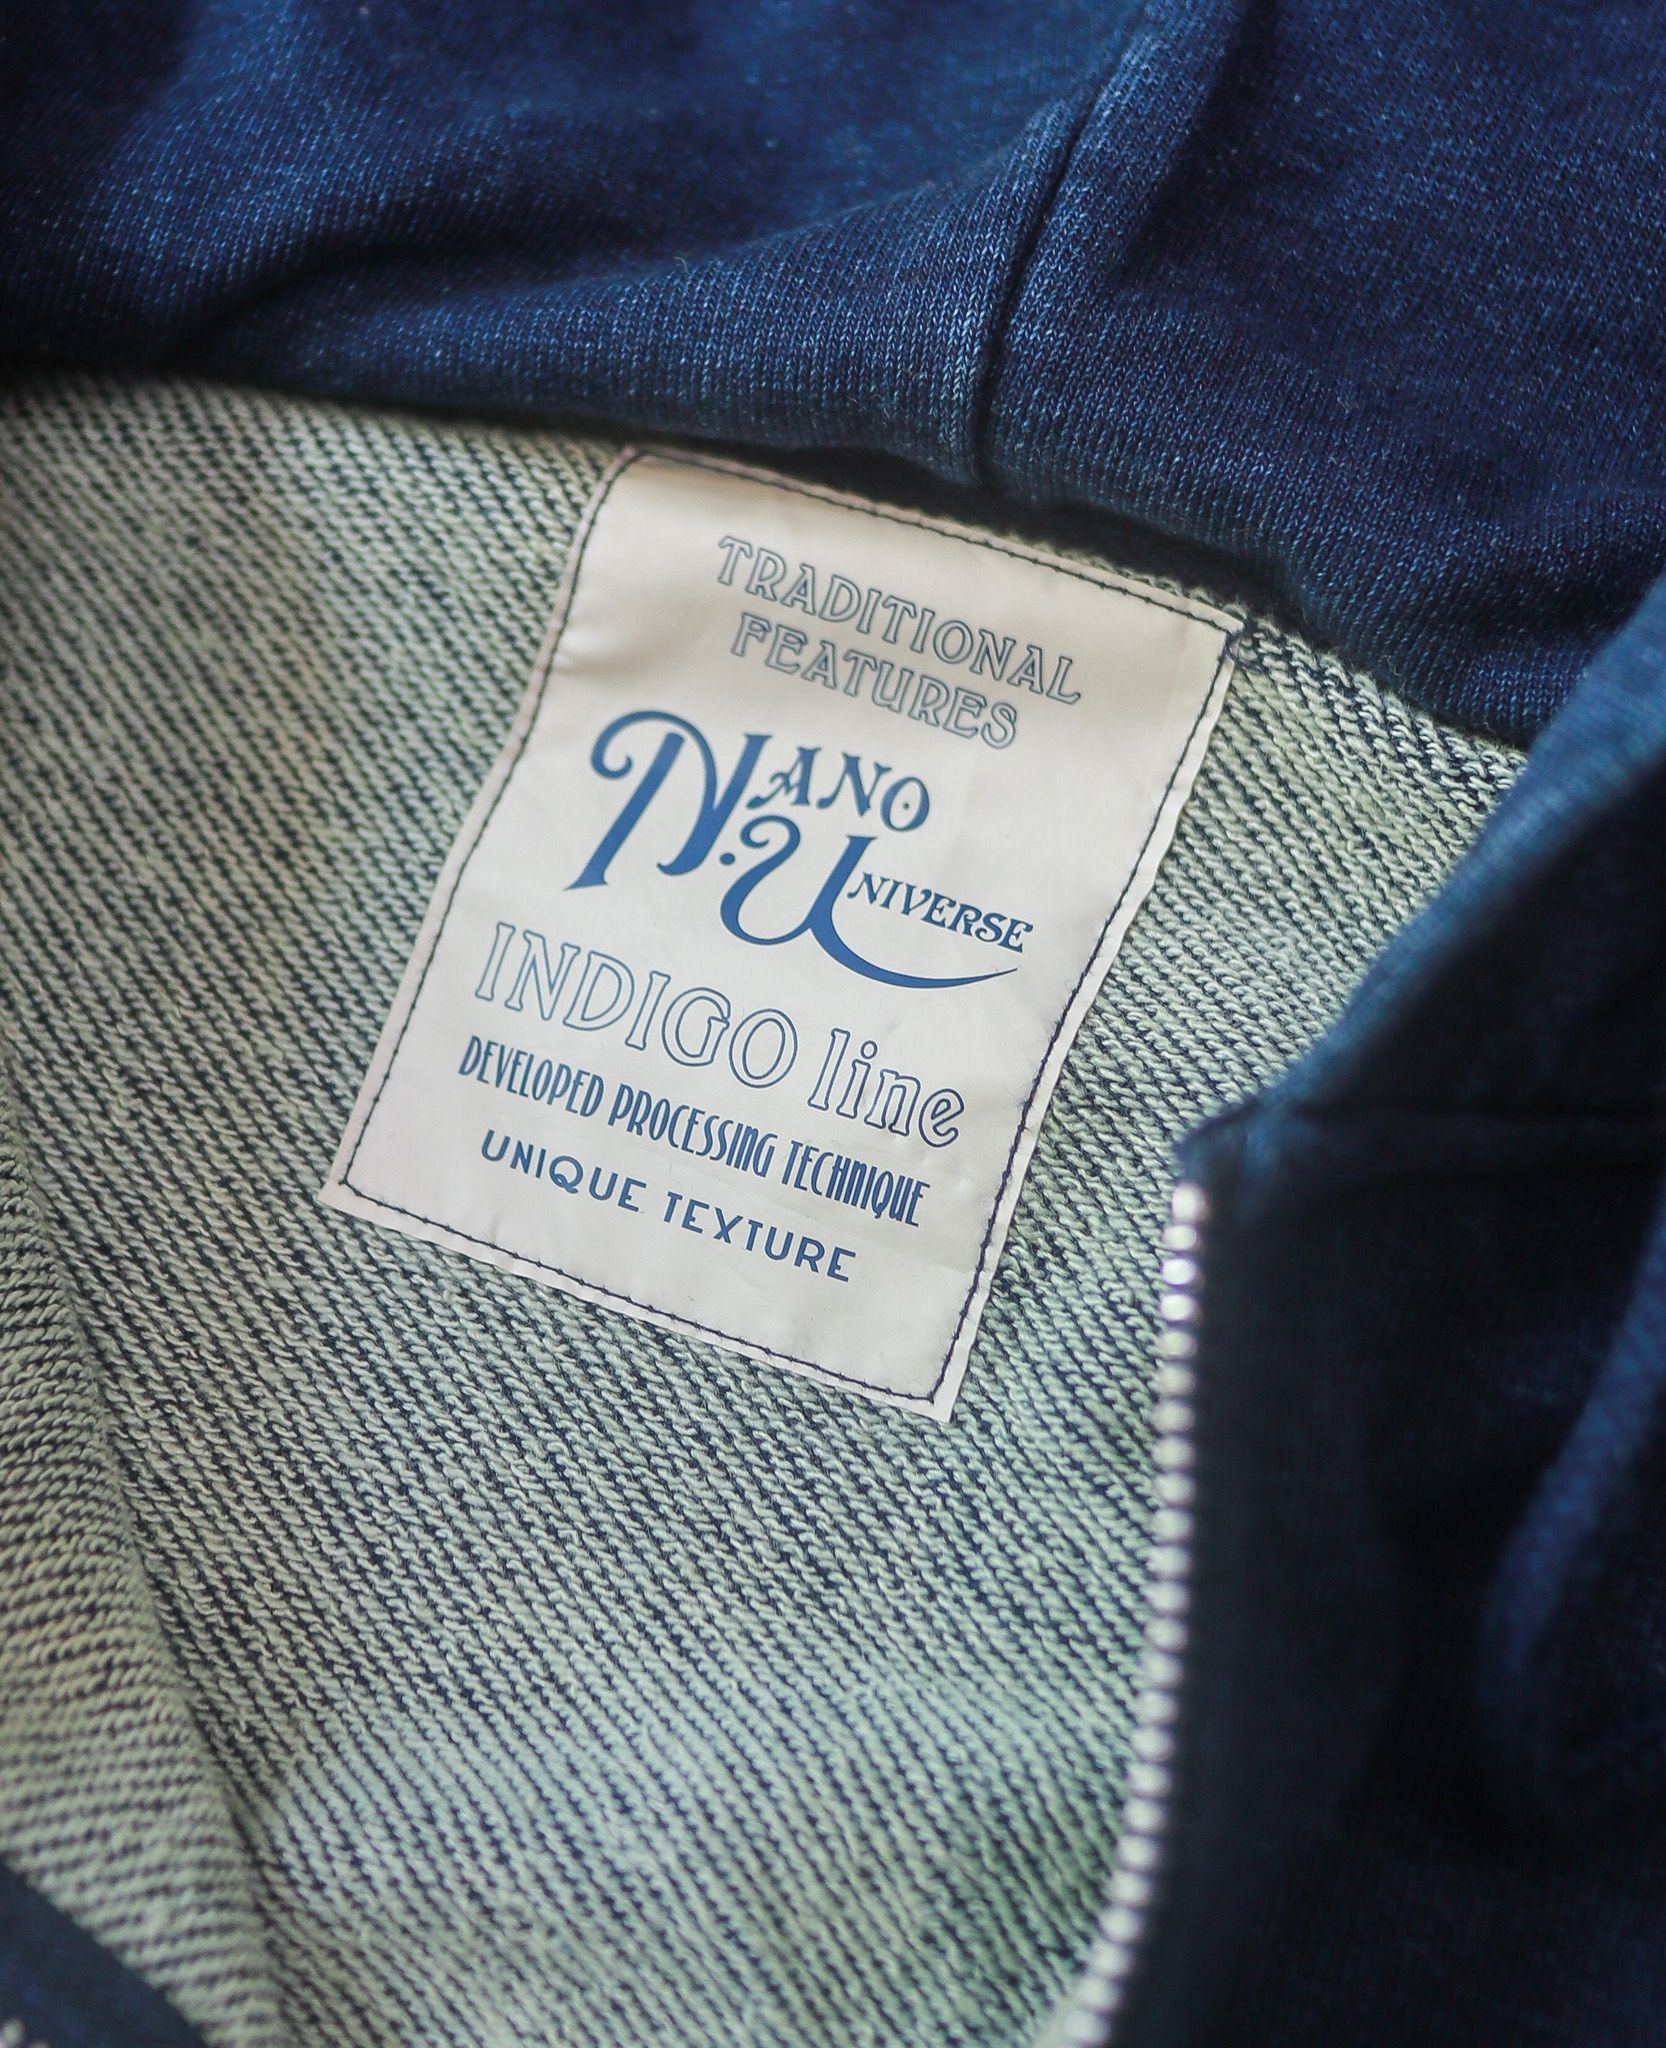 TRADITIONAL
FEATURES
NANO
UNIVERSE
INDIGO line
DEVELOPED PROCESSING TECHNIQUE
UNIQUE TEXTURE